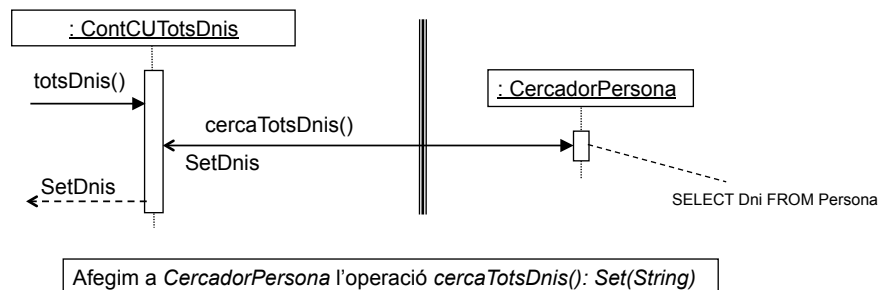 : ContCUTotsDnis
totsDnis()
: CercadorPersona
cercaTotsDnis()
SetDnis
SetDnis
SELECT Dni FROM Persona
Afegim a CercadorPersona l'operació cercaTotsDnis(): Set(String)